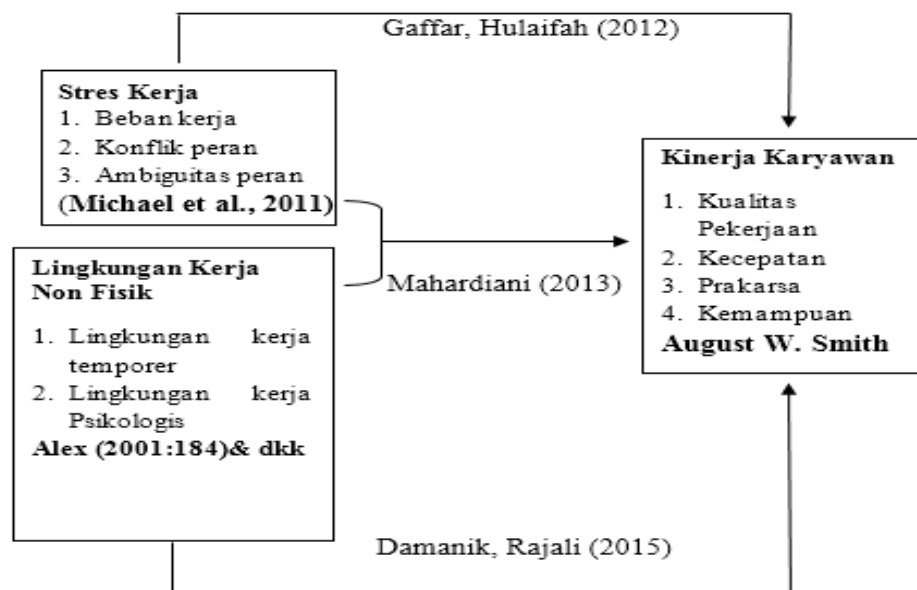 Gaffar, Hulaifah (2012)
Stres Kerja
1. Beban kerja
2. Konflik peran
3. Ambiguitas peran
(Michael et al., 2011)
Lingkungan Kerja
Non Fisik
1. Lingkungan kerja
temporer
2. Lingkungan kerja
Psikologis
Alex (2001:184)& dkk
Mahardiani (2013)
Kinerja Karyawan
1. Kualitas
Pekerjaan
2. Kecepatan
3. Prakarsa
4. Kemampuan
August W. Smith
Damanik, Rajali (2015)